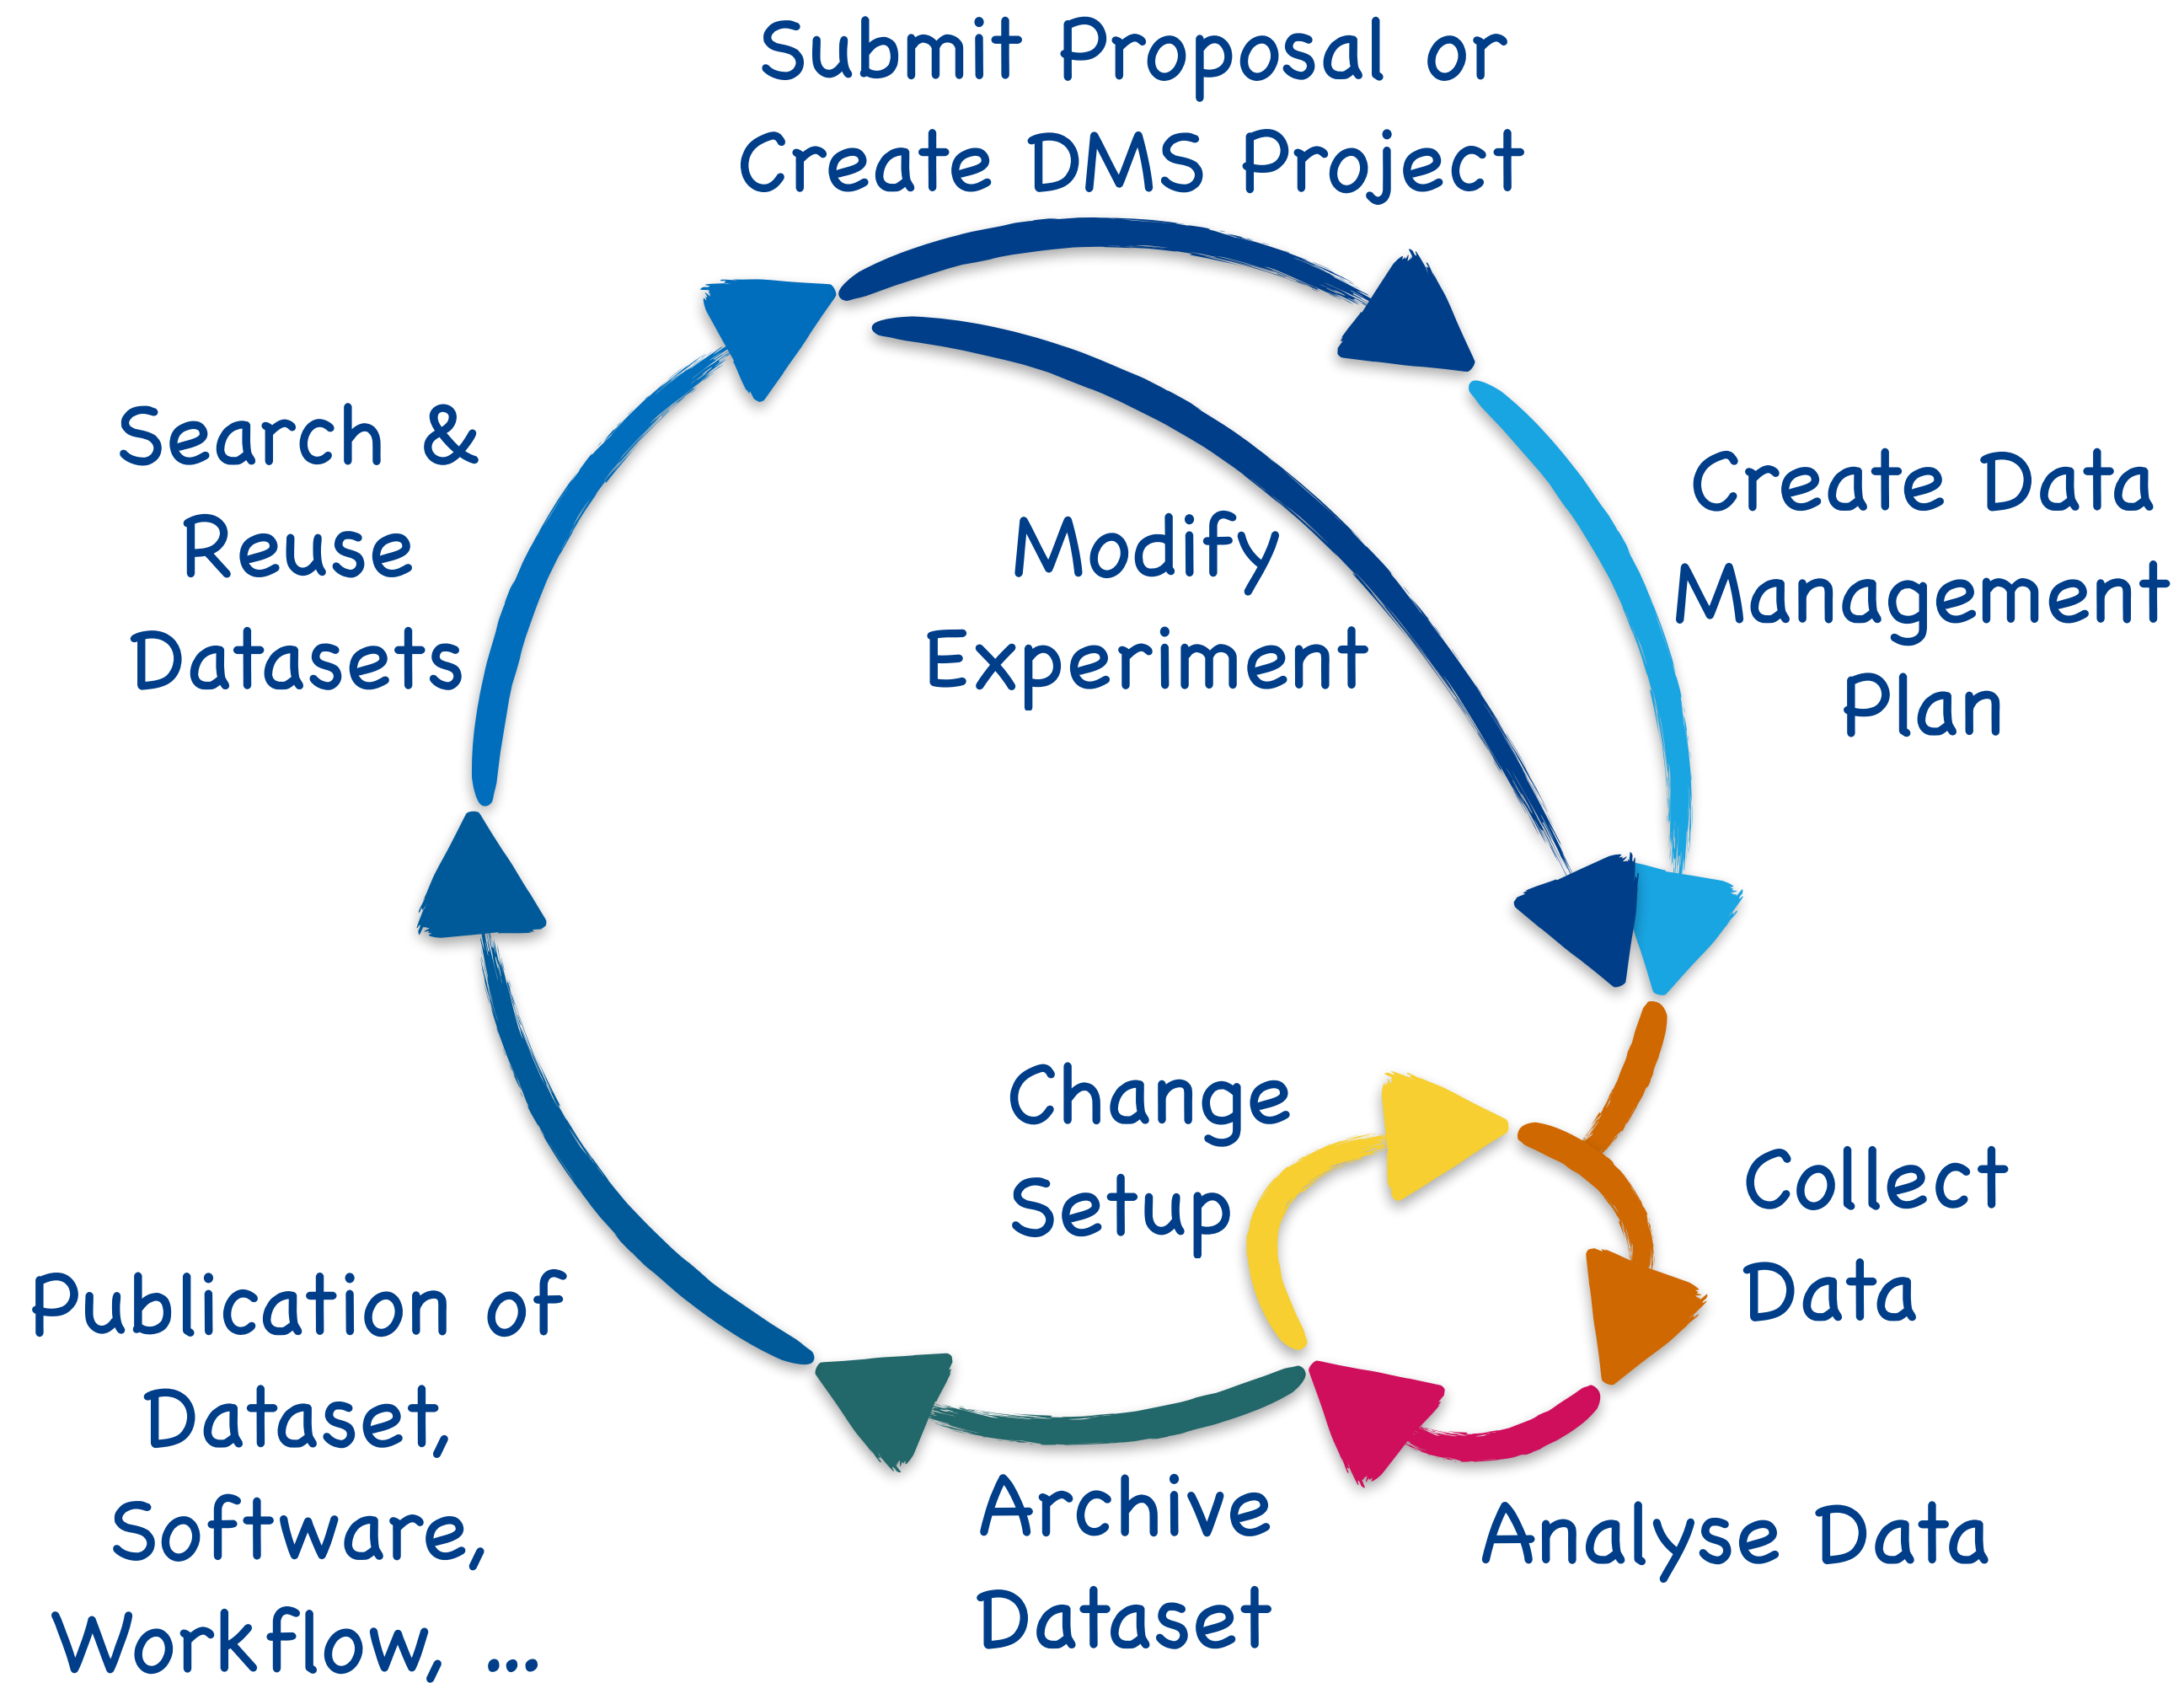 Submit Proposal or
Create DMS Project
Search &
Reuse
Datasets
Modify
Experiment
Create Data
Management
Plan
Change
Setup
Collect
Data
Publication of
Dataset,
Software,
Workflow, ...
Archive
Dataset
Analyse Data